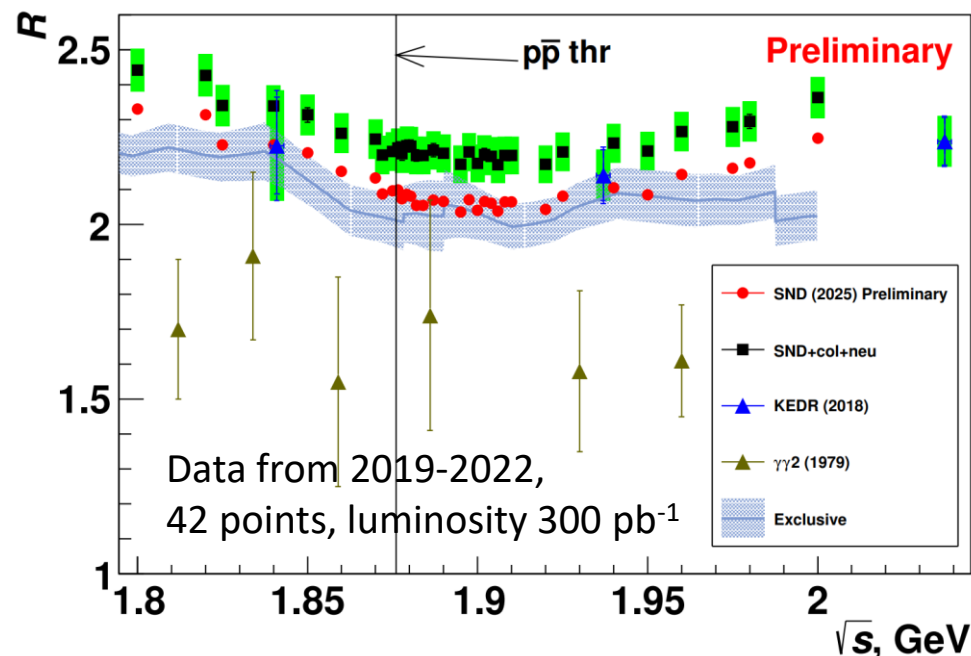 R
2.5
2
1.5
1
pp̄ thr
Preliminary
SND (2025) Preliminary
SND+col+neu
KEDR (2018)
γγ2 (1979)
Exclusive
Data from 2019-2022,
42 points, luminosity 300 pb⁻¹
1.8 1.85 1.9 1.95 2
√s, GeV